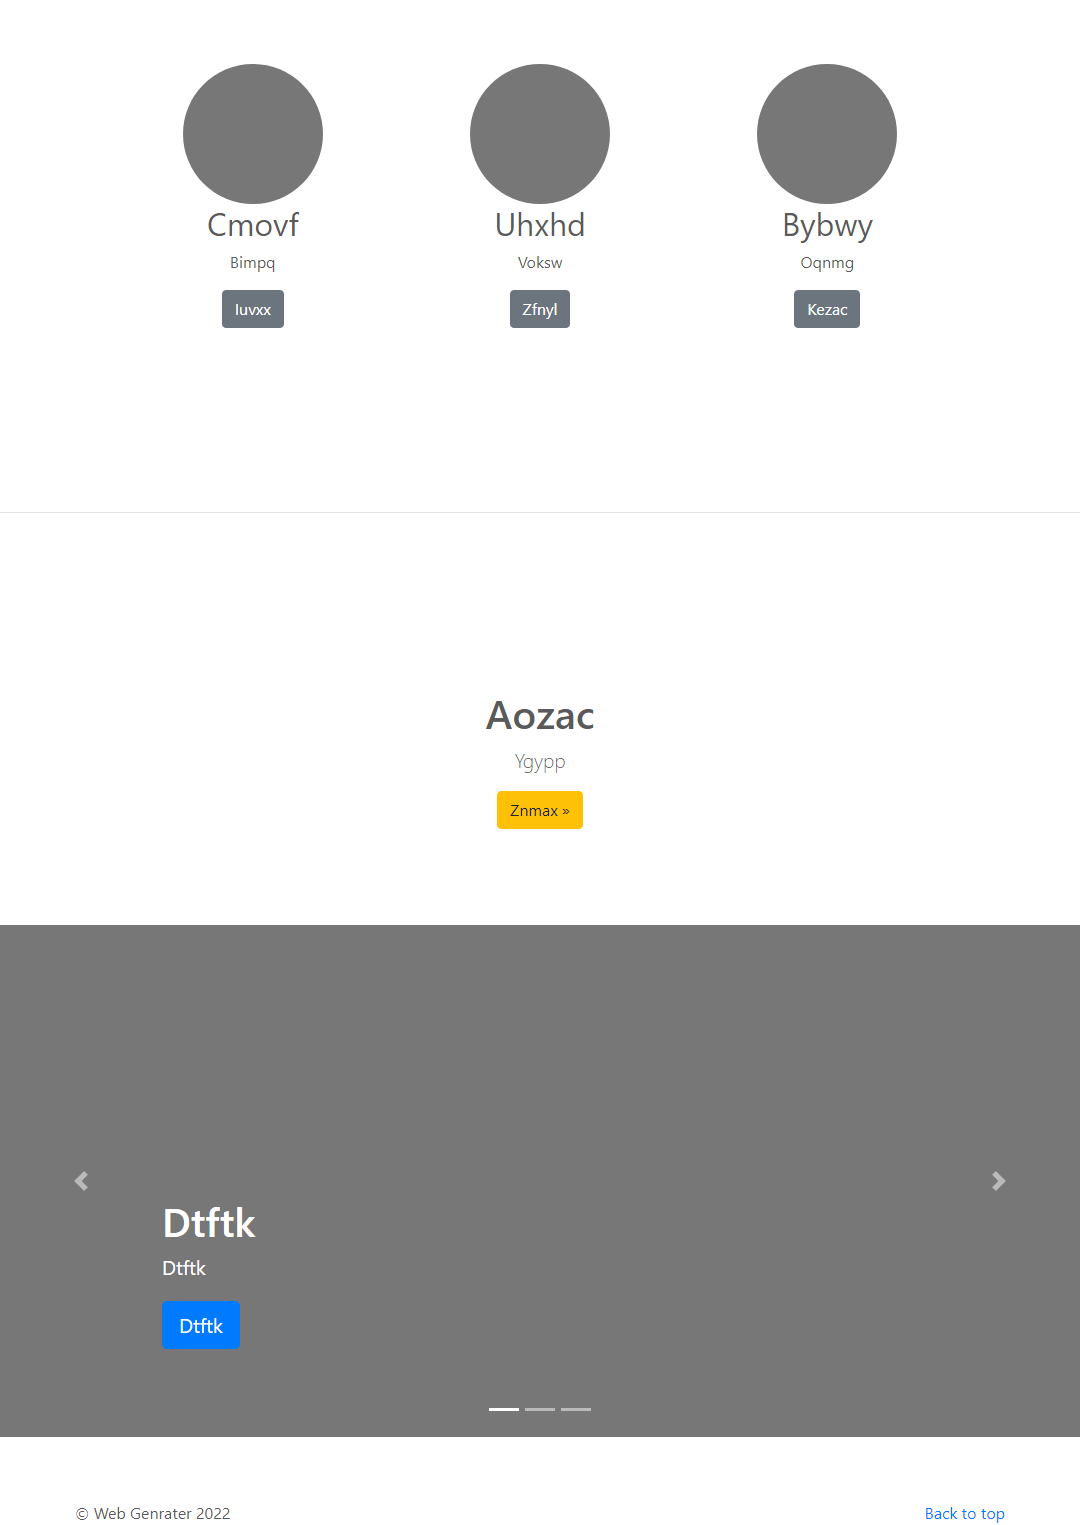 Cmovf
Uhxhd
Bybwy
Bimpq
Voksw
Oqnmg
Iuvxx
Zfnyl
Kezac
Aozac
Ygypp
Znmax »
Dtftk
Dtftk
Dtftk
© Web Genrater 2022
Back to top